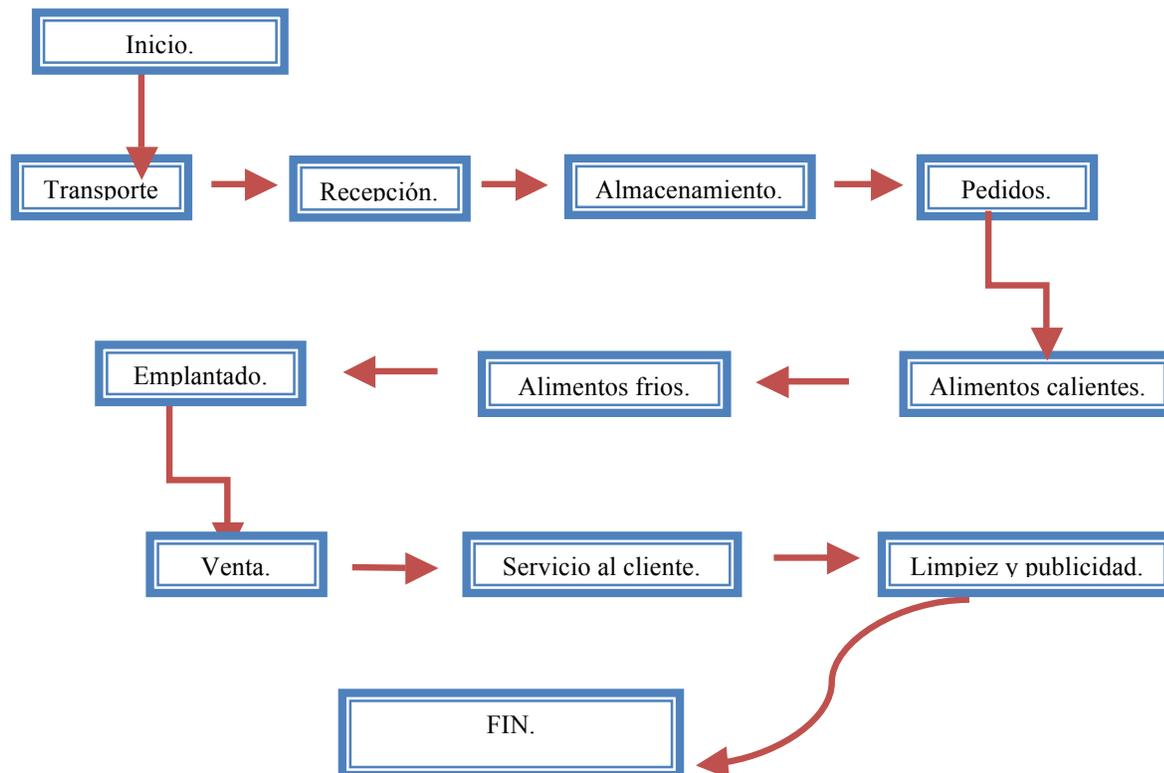 Inicio.
Transporte
Recepción.
Almacenamiento.
Pedidos.
Alimentos calientes.
Alimentos frios.
Emplantado.
Venta.
Servicio al cliente.
Limpiez y publicidad.
FIN.